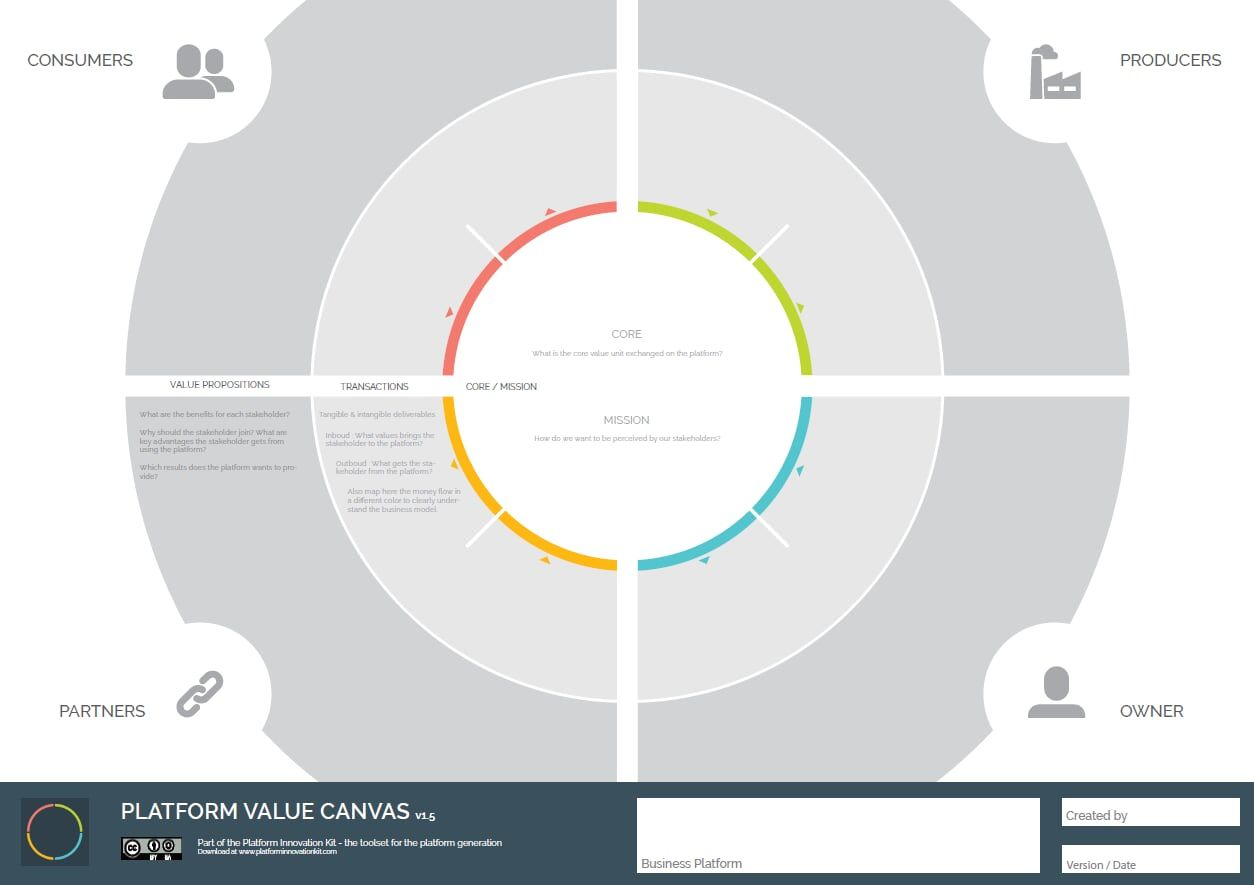 CONSUMERS
PRODUCERS
CORE
What is the core value unit exchanged on the platform?
VALUE PROPOSITIONS
TRANSACTIONS
CORE / MISSION
What are the benefits for each stakeholder?
Why should the stakeholder join? What are
key advantages the stakeholder gets from
using the platform?
Which results does the platform wants to pro-
vide?
Tangible & intangible deliverables
Inboud : What values brings the
stakeholder to the platform?
Outboud : What gets the sta-
keholder from the platform?
Also map here the money flow in
a different color to clearly under-
stand the business model.
MISSION
How do we want to be perceived by our stakeholders?
PARTNERS
OWNER
PLATFORM VALUE CANVAS v1.5
cc
Part of the Platform Innovation Kit - the toolset for the platform generation
Download at www.platforminnovationkit.com
Business Platform
Created by
Version / Date